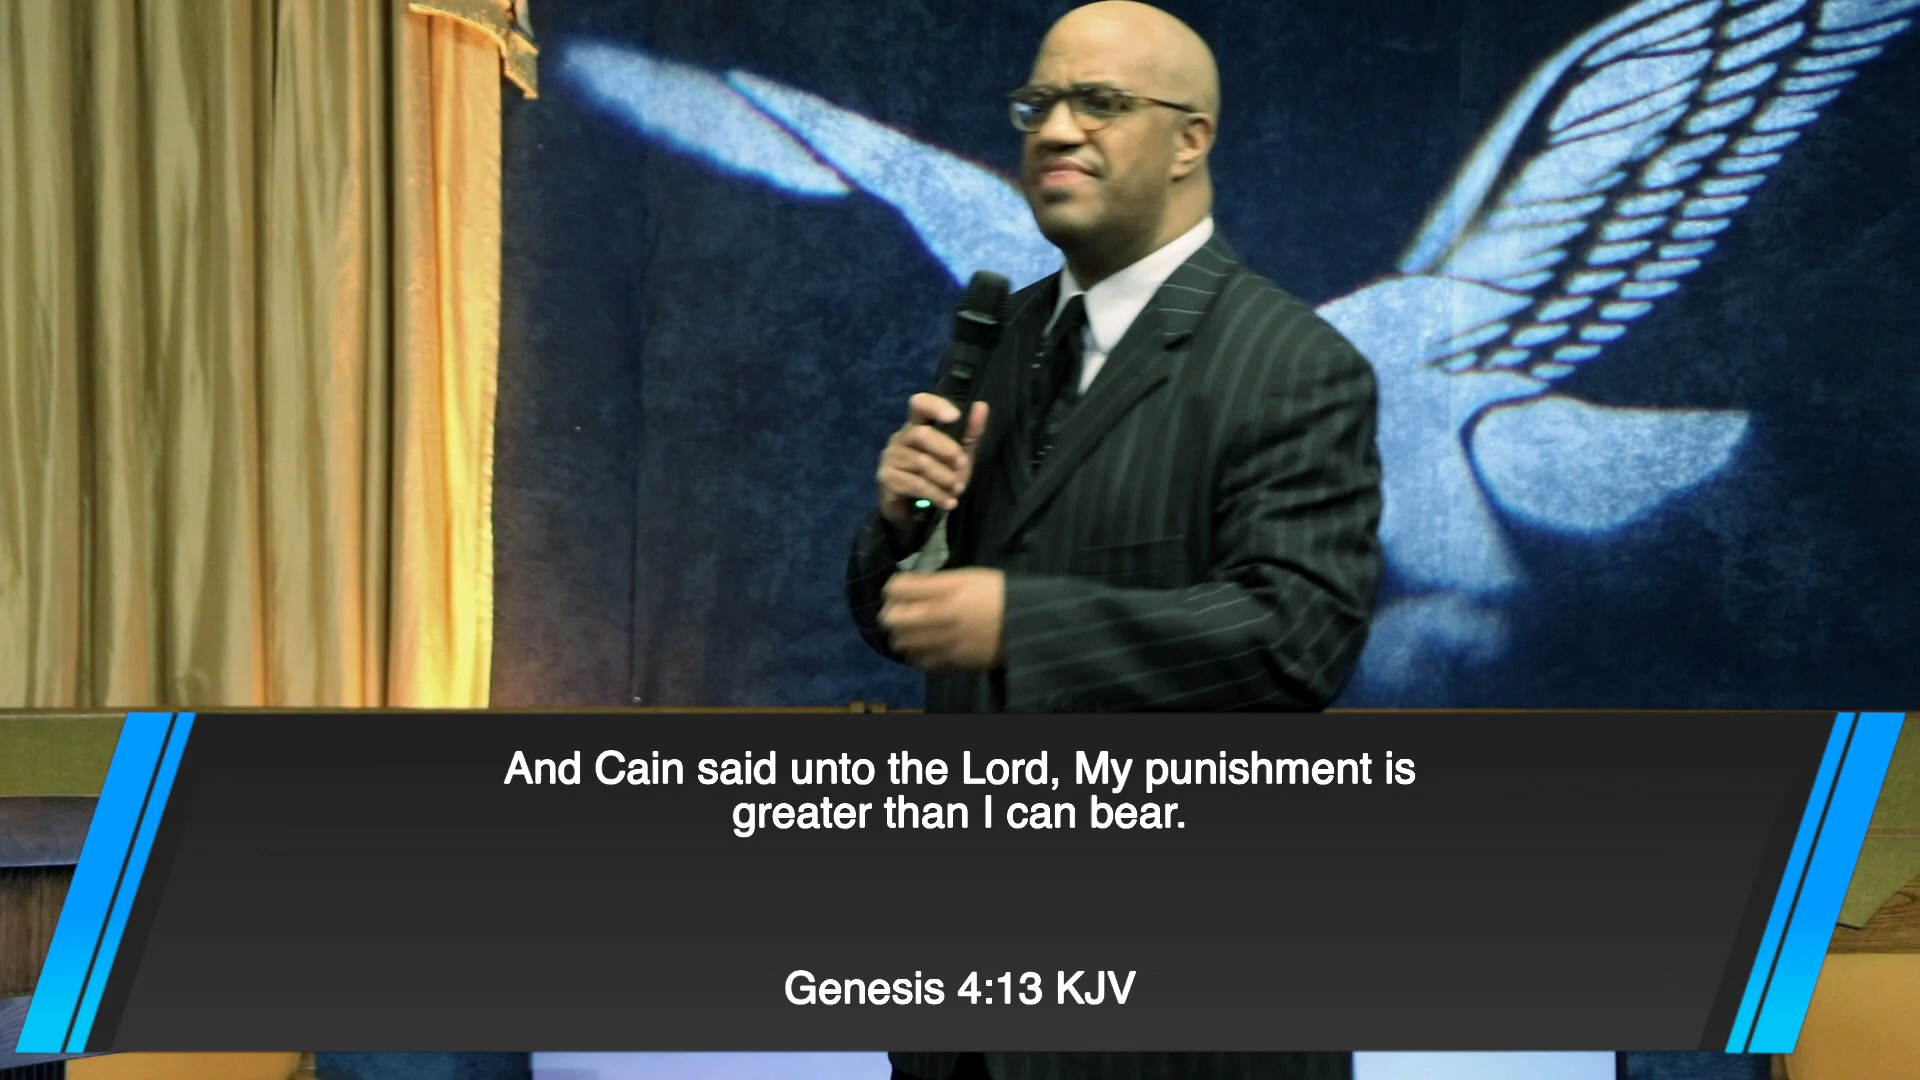 And Cain said unto the Lord, My punishment is
greater than I can bear.
Genesis 4:13 KJV